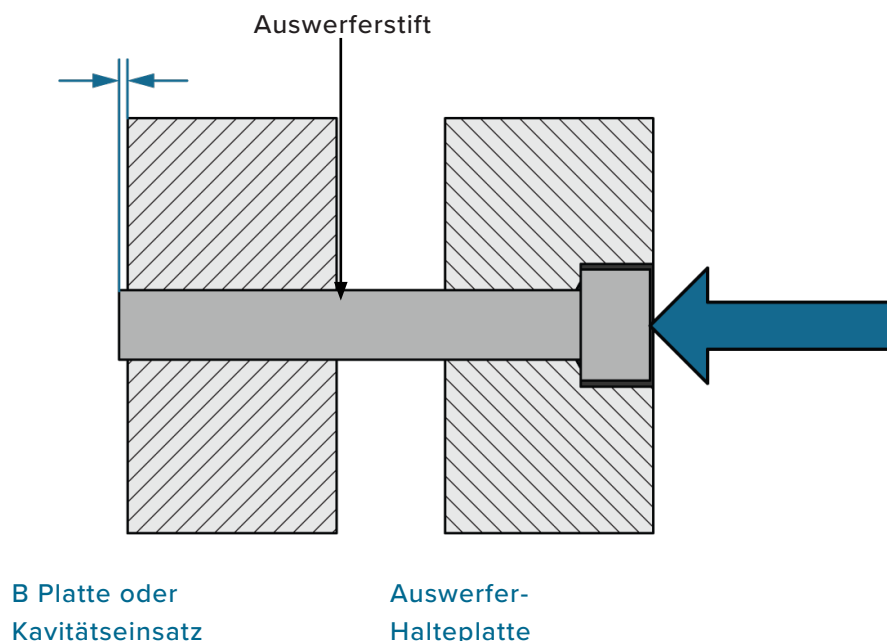 Auswerferstift
B Platte oder
Kavitätseinsatz
Auswerfer-
Halteplatte